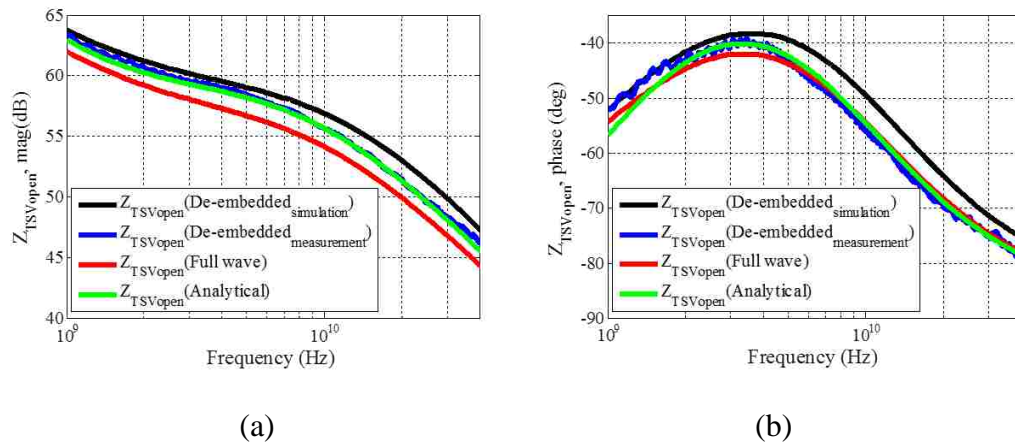 65
60
55
50
45
40
Z_TSVopen, mag(dB)
Z_TSVopen(De-embedded_simulation)
Z_TSVopen(De-embedded_measurement)
Z_TSVopen(Full wave)
Z_TSVopen(Analytical)
10^9
10^10
Frequency (Hz)
(a)
-40
-50
-60
-70
-80
-90
Z_TSVopen, phase (deg)
Z_TSVopen(De-embedded_simulation)
Z_TSVopen(De-embedded_measurement)
Z_TSVopen(Full wave)
Z_TSVopen(Analytical)
10^9
10^10
Frequency (Hz)
(b)